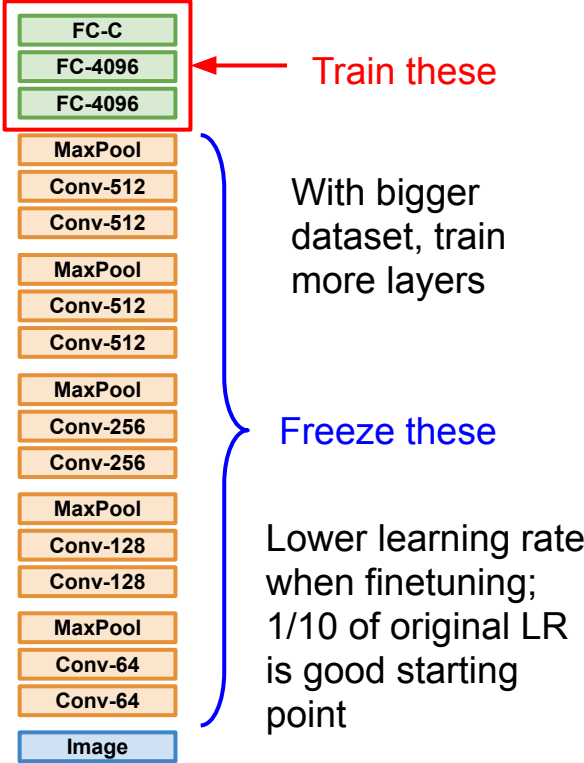 FC-C
FC-4096
FC-4096
Train these
MaxPool
Conv-512
Conv-512
With bigger
dataset, train
more layers
MaxPool
Conv-512
Conv-512
MaxPool
Conv-256
Conv-256
Freeze these
MaxPool
Conv-128
Conv-128
Lower learning rate
when finetuning;
1/10 of original LR
is good starting
point
MaxPool
Conv-64
Conv-64
Image